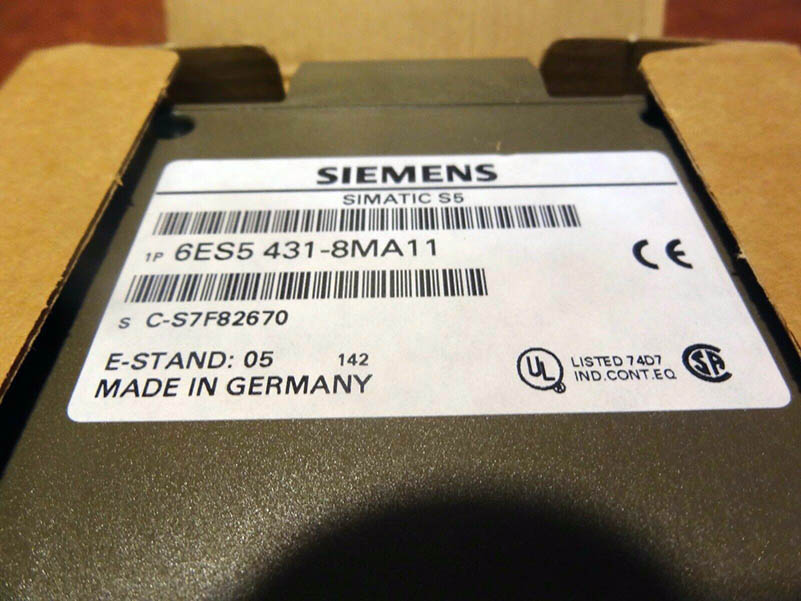 SIEMENS
SIMATIC S5
1P 6ES5 431-8MA11
CE
S C-S7F82670
E-STAND: 05 142
MADE IN GERMANY
UL ® LISTED 74D7
IND.CONT.EQ
SA